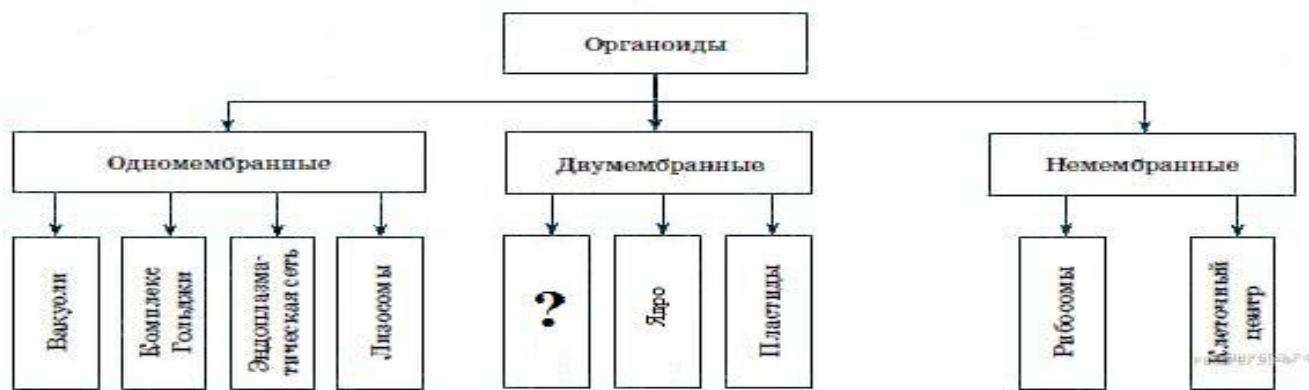 Органоиды
Одномембранные
Двумембранные
Немембранные
Вакуоли
Комплекс
Гольджи
Эндоплазма-
тическая сеть
Лизосомы
?
Ядро
Пластиды
Рибосомы
Клеточный
центр